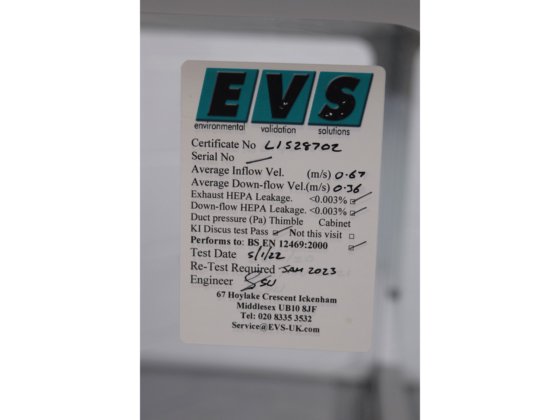 EVS
environmental validation solutions
Certificate No L1528702
Serial No —
Average Inflow Vel. (m/s) 0.67
Average Down-flow Vel.(m/s) 0.36
Exhaust HEPA Leakage. <0.003% ☑
Down-flow HEPA Leakage. <0.003% ☑
Duct pressure (Pa) Thimble Cabinet
KI Discus test Pass ☑ Not this visit □
Performs to: BS EN 12469:2000 ☑
Test Date 5/1/22
Re-Test Required JAN 2023
Engineer
67 Hoylake Crescent Ickenham
Middlesex UB10 8JF
Tel: 020 8335 3532
Service@EVS-UK.com